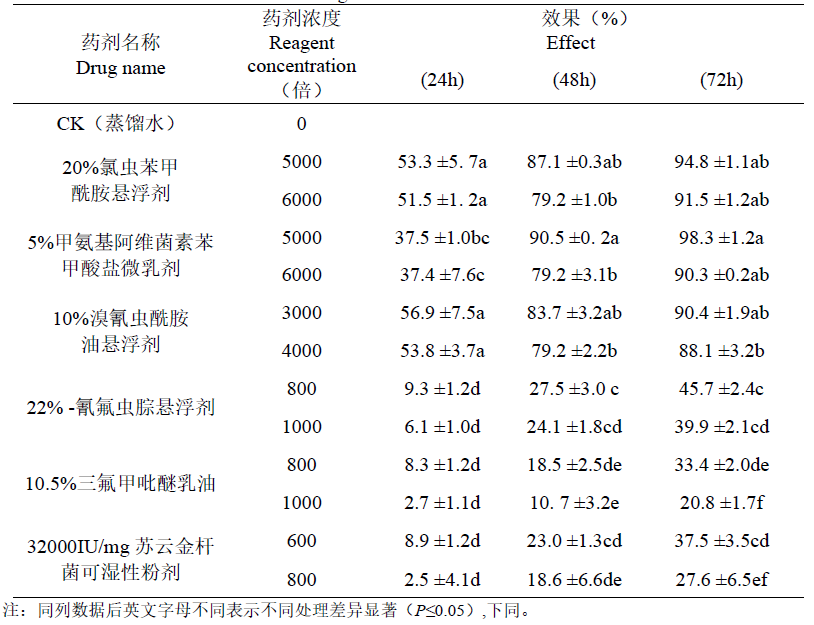 药剂名称 Drug name 药剂浓度 Reagent concentration（倍） 效果（%） Effect
(24h) (48h) (72h)
CK（蒸馏水） 0
20%氯虫苯甲酰胺悬浮剂 5000 53.3 ±5. 7a 87.1 ±0.3ab 94.8 ±1.1ab
6000 51.5 ±1. 2a 79.2 ±1.0b 91.5 ±1.2ab
5%甲氨基阿维菌素苯甲酸盐微乳剂 5000 37.5 ±1.0bc 90.5 ±0. 2a 98.3 ±1.2a
6000 37.4 ±7.6c 79.2 ±3.1b 90.3 ±0.2ab
10%溴氰虫酰胺油悬浮剂 3000 56.9 ±7.5a 83.7 ±3.2ab 90.4 ±1.9ab
4000 53.8 ±3.7a 79.2 ±2.2b 88.1 ±3.2b
22% -氰氟虫腙悬浮剂 800 9.3 ±1.2d 27.5 ±3.0 c 45.7 ±2.4c
1000 6.1 ±1.0d 24.1 ±1.8cd 39.9 ±2.1cd
10.5%三氟甲吡醚乳油 800 8.3 ±1.2d 18.5 ±2.5de 33.4 ±2.0de
1000 2.7 ±1.1d 10. 7 ±3.2e 20.8 ±1.7f
32000IU/mg 苏云金杆菌可湿性粉剂 600 8.9 ±1.2d 23.0 ±1.3cd 37.5 ±3.5cd
800 2.5 ±4.1d 18.6 ±6.6de 27.6 ±6.5ef
注：同列数据后英文字母不同表示不同处理差异显著（P≤0.05）,下同。